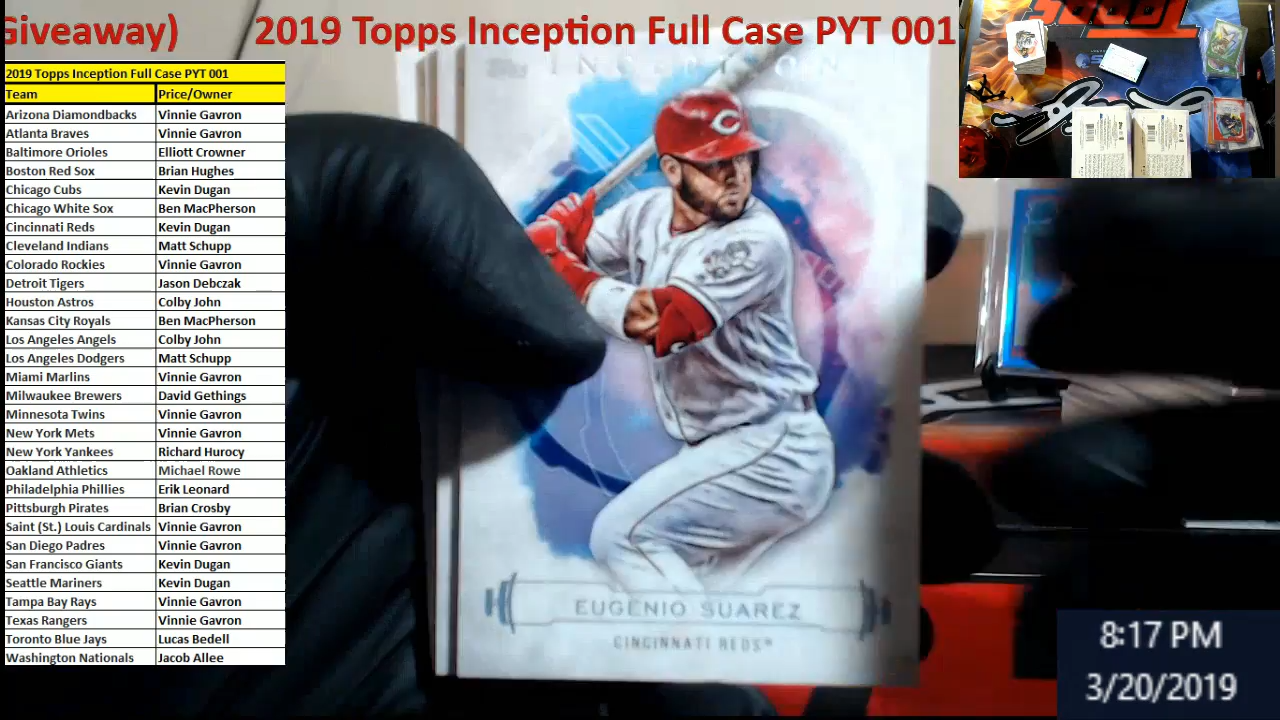 Giveaway) 2019 Topps Inception Full Case PYT 001
2019 Topps Inception Full Case PYT 001
Team Price/Owner
Arizona Diamondbacks Vinnie Gavron
Atlanta Braves Vinnie Gavron
Baltimore Orioles Elliott Crowner
Boston Red Sox Brian Hughes
Chicago Cubs Kevin Dugan
Chicago White Sox Ben MacPherson
Cincinnati Reds Kevin Dugan
Cleveland Indians Matt Schupp
Colorado Rockies Vinnie Gavron
Detroit Tigers Jason Debczak
Houston Astros Colby John
Kansas City Royals Ben MacPherson
Los Angeles Angels Colby John
Los Angeles Dodgers Matt Schupp
Miami Marlins Vinnie Gavron
Milwaukee Brewers David Gethings
Minnesota Twins Vinnie Gavron
New York Mets Vinnie Gavron
New York Yankees Richard Hurocy
Oakland Athletics Michael Rowe
Philadelphia Phillies Erik Leonard
Pittsburgh Pirates Brian Crosby
Saint (St.) Louis Cardinals Vinnie Gavron
San Diego Padres Vinnie Gavron
San Francisco Giants Kevin Dugan
Seattle Mariners Kevin Dugan
Tampa Bay Rays Vinnie Gavron
Texas Rangers Vinnie Gavron
Toronto Blue Jays Lucas Bedell
Washington Nationals Jacob Allee
Topps INCEPTION
EUGENIO SUAREZ
CINCINNATI REDS®
8:17 PM
3/20/2019